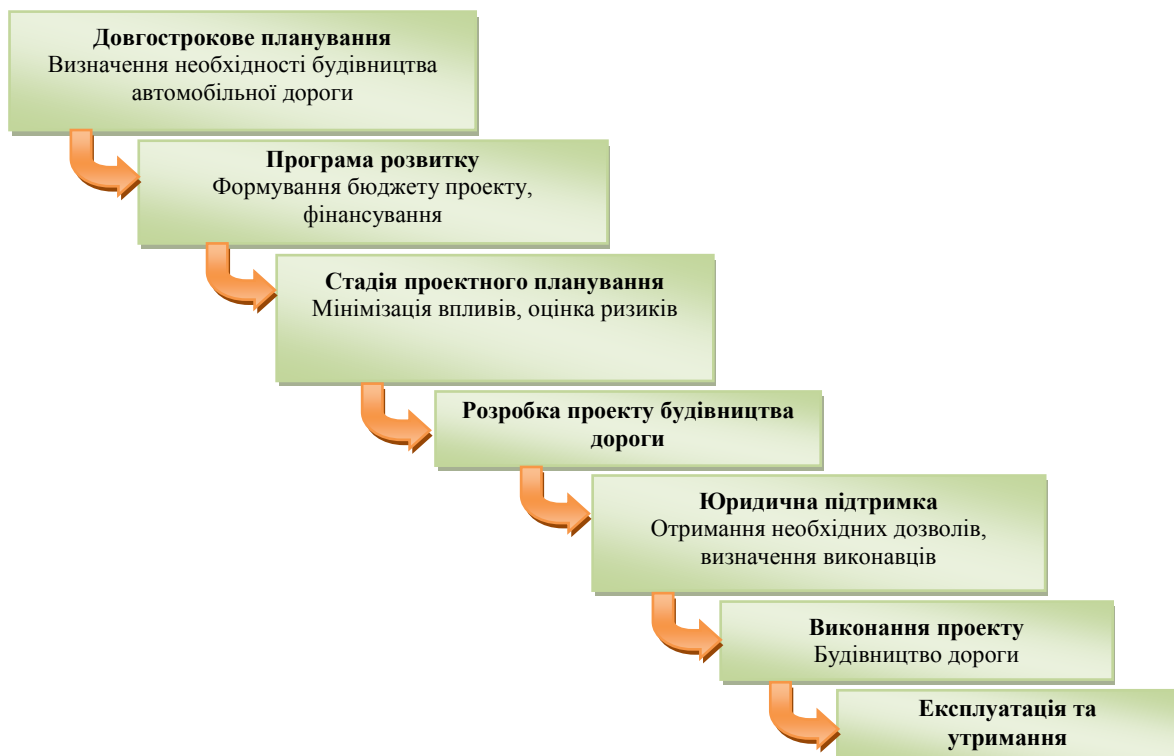 Довгострокове планування
Визначення необхідності будівництва
автомобільної дороги
Програма розвитку
Формування бюджету проекту,
фінансування
Стадія проектного планування
Мінімізація впливів, оцінка ризиків
Розробка проекту будівництва
дороги
Юридична підтримка
Отримання необхідних дозволів,
визначення виконавців
Виконання проекту
Будівництво дороги
Експлуатація та
утримання